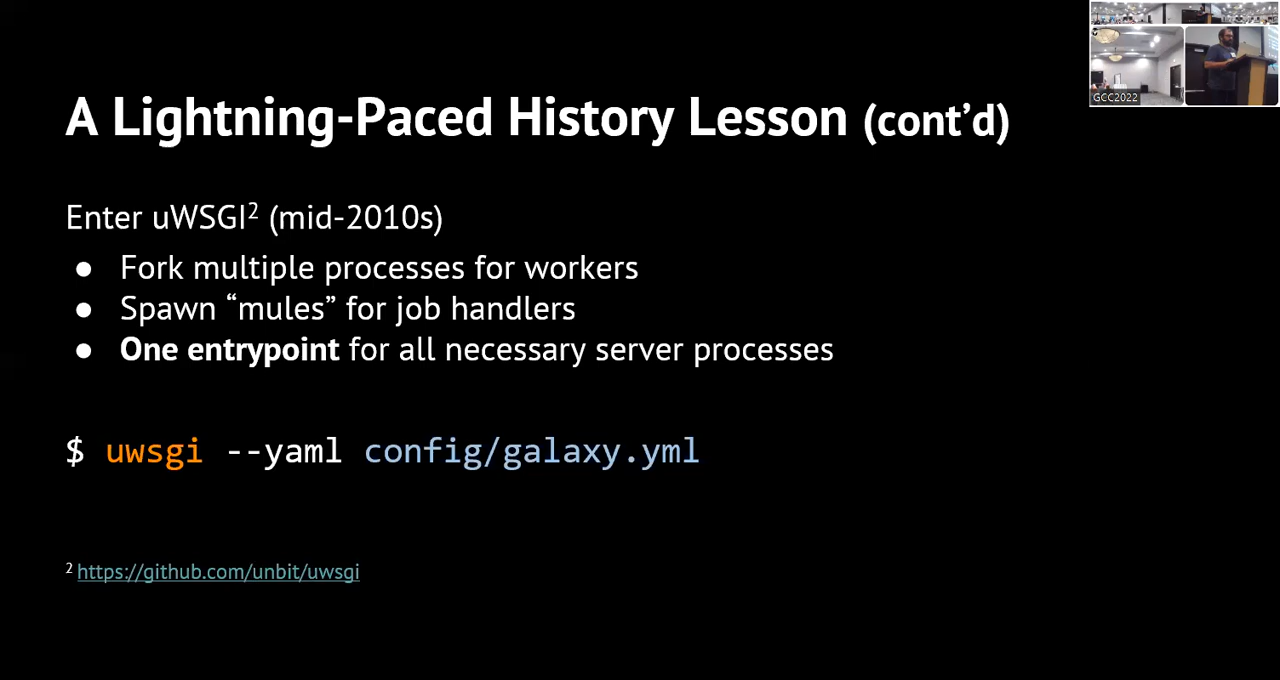 GCC2022
A Lightning-Paced History Lesson (cont’d)
Enter uWSGI2 (mid-2010s)
● Fork multiple processes for workers
● Spawn “mules” for job handlers
● One entrypoint for all necessary server processes
$ uwsgi --yaml config/galaxy.yml
2 https://github.com/unbit/uwsgi